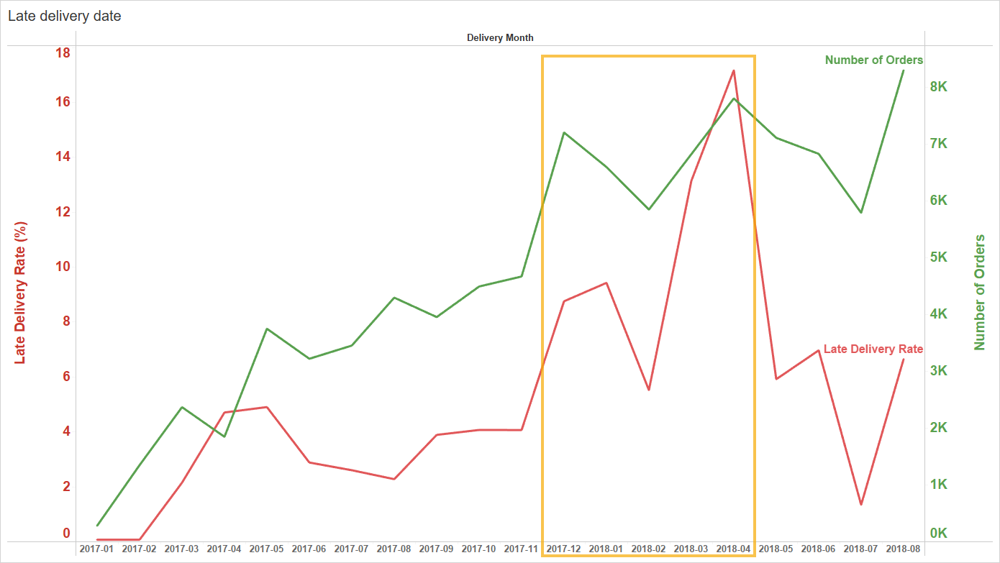 Late delivery date
Delivery Month
18
16
14
12
10
8
6
4
2
0
Late Delivery Rate (%)
Number of Orders
Late Delivery Rate
8K
7K
6K
5K
4K
3K
2K
1K
0K
Number of Orders
2017-01 2017-02 2017-03 2017-04 2017-05 2017-06 2017-07 2017-08 2017-09 2017-10 2017-11 2017-12 2018-01 2018-02 2018-03 2018-04 2018-05 2018-06 2018-07 2018-08